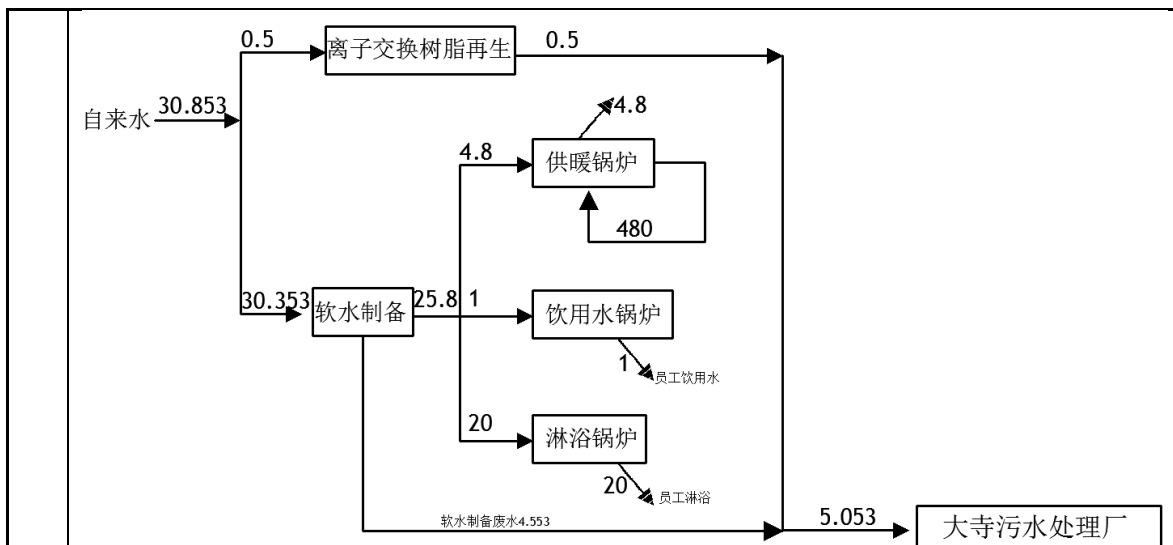 0.5
离子交换树脂再生
0.5
自来水
30.853
4.8
4.8
供暖锅炉
480
30.353
软水制备
25.8
1
饮用水锅炉
1
员工饮用水
20
淋浴锅炉
20
员工淋浴
软水制备废水4.553
5.053
大寺污水处理厂